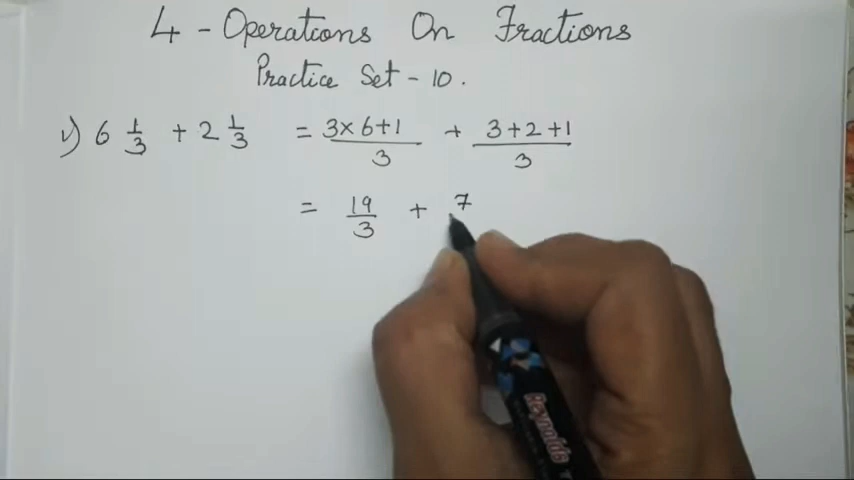 4 - Operations On Fractions
Practice Set - 10.
v) 6 1/3 + 2 1/3 = 3×6+1/3 + 3+2+1/3
= 19/3 + 7
Reynolds